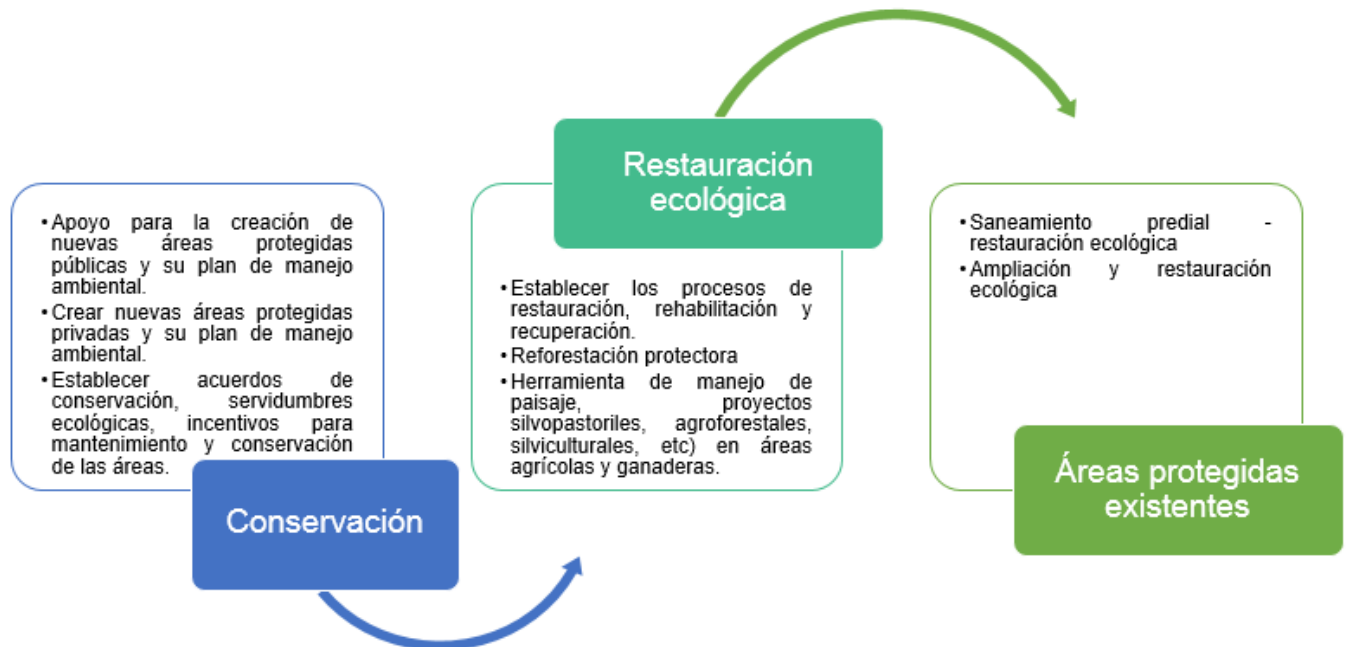 • Apoyo para la creación de
nuevas áreas protegidas
públicas y su plan de manejo
ambiental.
• Crear nuevas áreas protegidas
privadas y su plan de manejo
ambiental.
• Establecer acuerdos de
conservación, servidumbres
ecológicas, incentivos para
mantenimiento y conservación
de las áreas.
Conservación
Restauración
ecológica
• Establecer los procesos de
restauración, rehabilitación y
recuperación.
• Reforestación protectora
• Herramienta de manejo de
paisaje, proyectos
silvopastoriles, agroforestales,
silviculturales, etc) en áreas
agrícolas y ganaderas.
• Saneamiento predial -
restauración ecológica
• Ampliación y restauración
ecológica
Áreas protegidas
existentes